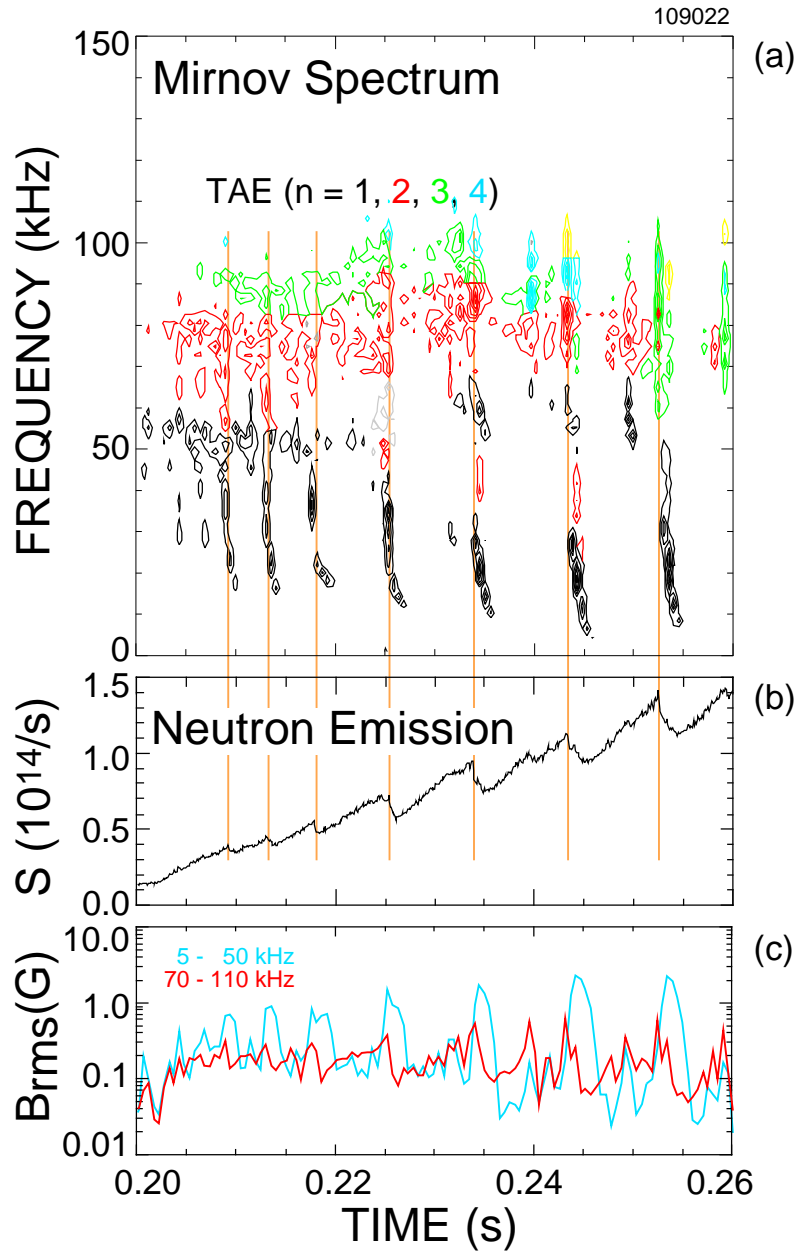 109022
(a)
150
Mirnov Spectrum
TAE (n = 1, 2, 3, 4)
100
50
0
FREQUENCY (kHz)
(b)
1.5
Neutron Emission
1.0
0.5
0.0
S (10¹⁴/s)
(c)
10.0
5 - 50 kHz
70 - 110 kHz
1.0
0.1
0.01
Brms(G)
0.20 0.22 0.24 0.26
TIME (s)